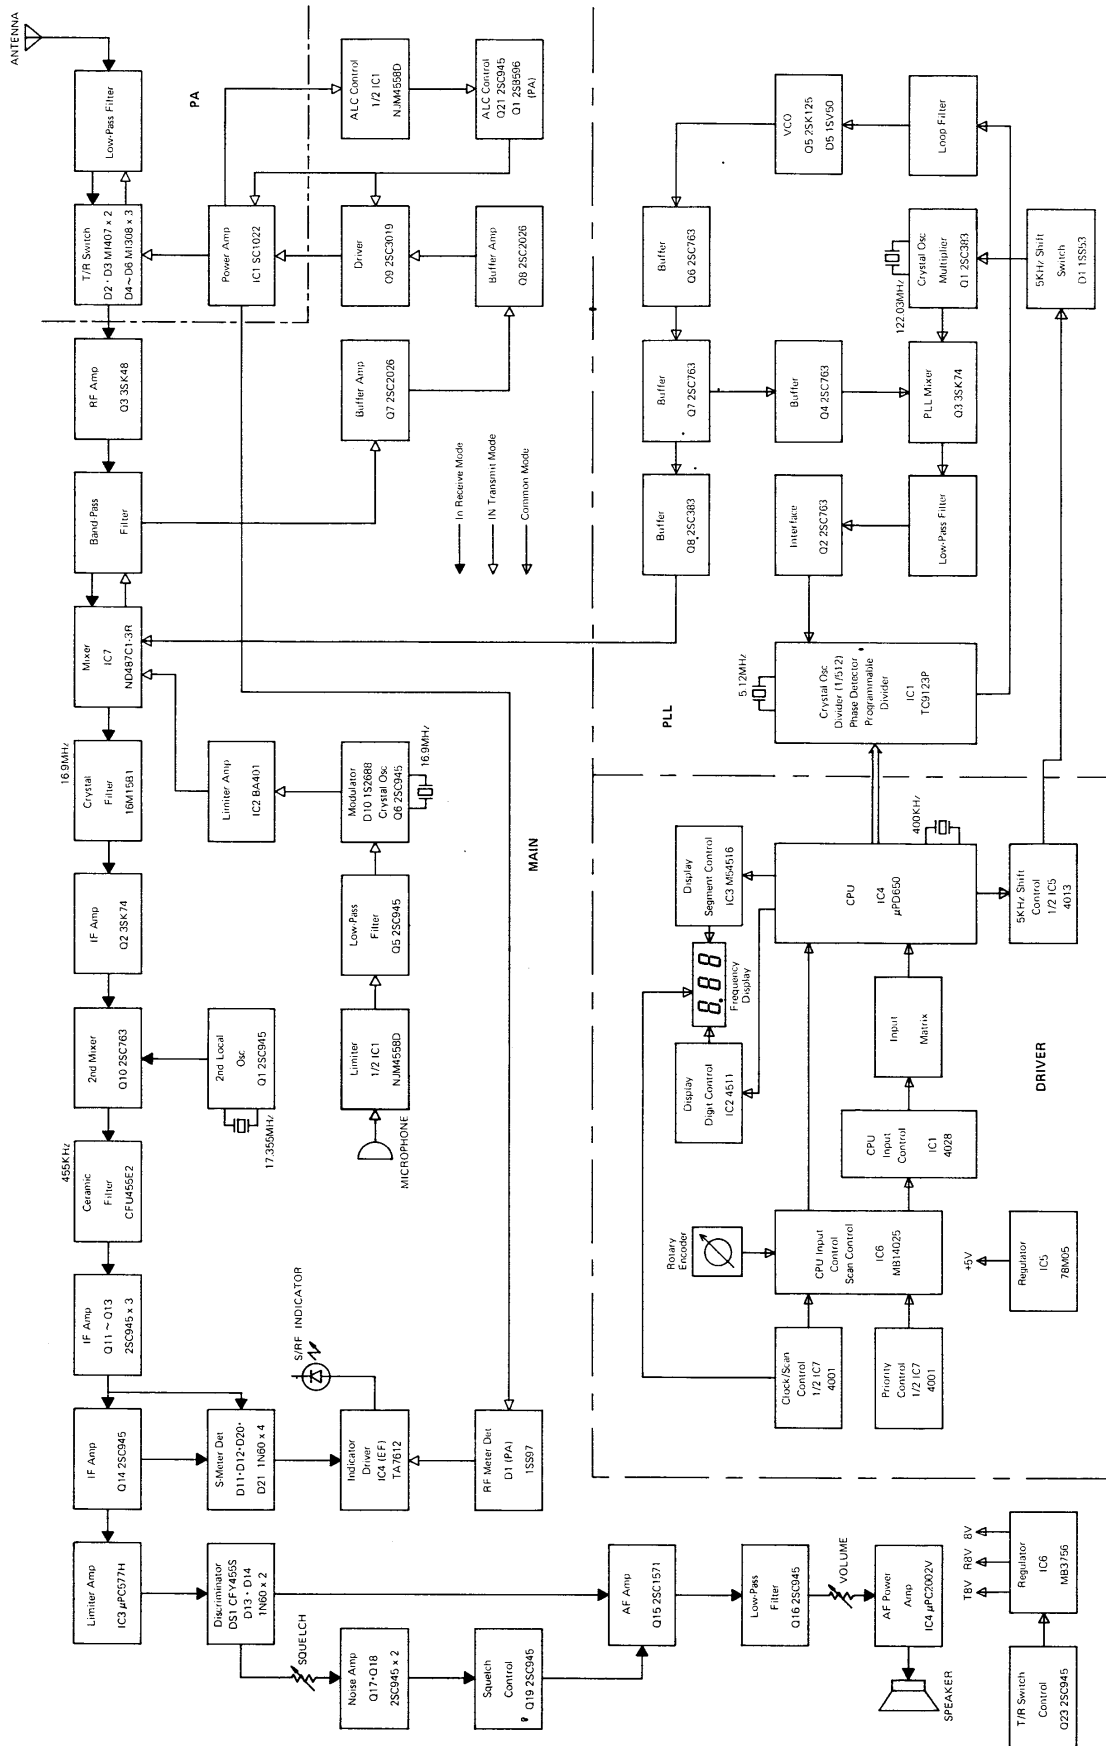 ANTENNA
Low-Pass Filter
PA
T/R Switch
D2 · D3 MI407 x 2
D4~D6 MI308 x 3
Power Amp
IC1 SC1022
ALC Control
1/2 IC1
NJM4558D
ALC Control
Q21 2SC945
Q1 2SB596
(PA)
Driver
Q9 2SC3019
Buffer Amp
Q8 2SC2026
RF Amp
Q3 3SK48
Buffer Amp
Q7 2SC2026
Band-Pass
Filter
In Receive Mode
IN Transmit Mode
Common Mode
Mixer
IC7
ND487C1-3R
16.9MHz
Crystal
Filter
16M15B1
Limiter Amp
IC2 BA401
Modulator
D10 1S2688
Crystal Osc
Q6 2SC945
16.9MHz
MAIN
IF Amp
Q2 3SK74
Low-Pass
Filter
Q5 2SC945
2nd Mixer
Q10 2SC763
2nd Local
Osc
Q1 2SC945
17.355MHz
Limiter
1/2 IC1
NJM4558D
MICROPHONE
455KHz
Ceramic
Filter
CFU455E2
IF Amp
Q11 ~ Q13
2SC945 x 3
S/RF INDICATOR
IF Amp
Q14 2SC945
S-Meter Det
D11·D12·D20·
D21 1N60 x 4
Indicator
Driver
IC4 (EF)
TA7612
RF Meter Det
D1 (PA)
1SS97
Limiter Amp
IC3 µPC577H
Discriminator
DS1 CFY455S
D13 · D14
1N60 x 2
SQUELCH
Noise Amp
Q17·Q18
2SC945 x 2
Squelch
Control
Q19 2SC945
AF Amp
Q15 2SC1571
Low-Pass
Filter
Q16 2SC945
VOLUME
AF Power
Amp
IC4 µPC2002V
SPEAKER
T8V R8V 8V
Regulator
IC6
MB3756
T/R Switch
Control
Q23 2SC945
PLL
VCO
Q5 2SK125
D5 1SV50
Loop Filter
Buffer
Q6 2SC763
122.03MHz
Crystal Osc
Multiplier
Q1 2SC383
5KHz Shift
Switch
D1 1SS53
Buffer
Q7 2SC763
Buffer
Q4 2SC763
PLL Mixer
Q3 3SK74
Buffer
Q8 2SC383
Interface
Q2 2SC763
Low-Pass Filter
5.12MHz
Crystal Osc
Divider (1/512)
Phase Detector
Programmable
Divider
IC1
TC9123P
DRIVER
Display
Segment Control
IC3 M54516
8.8.8
Frequency
Display
Display
Digit Control
IC2 4511
CPU
IC4
µPD650
400KHz
5KHz Shift
Control
1/2 IC5
4013
Input
Matrix
CPU
Input
Control
IC1
4028
Rotary
Encoder
CPU Input
Control
Scan Control
IC6
MB14025
+5V
Regulator
IC5
78M05
Clock/Scan
Control
1/2 IC7
4001
Priority
Control
1/2 IC7
4001